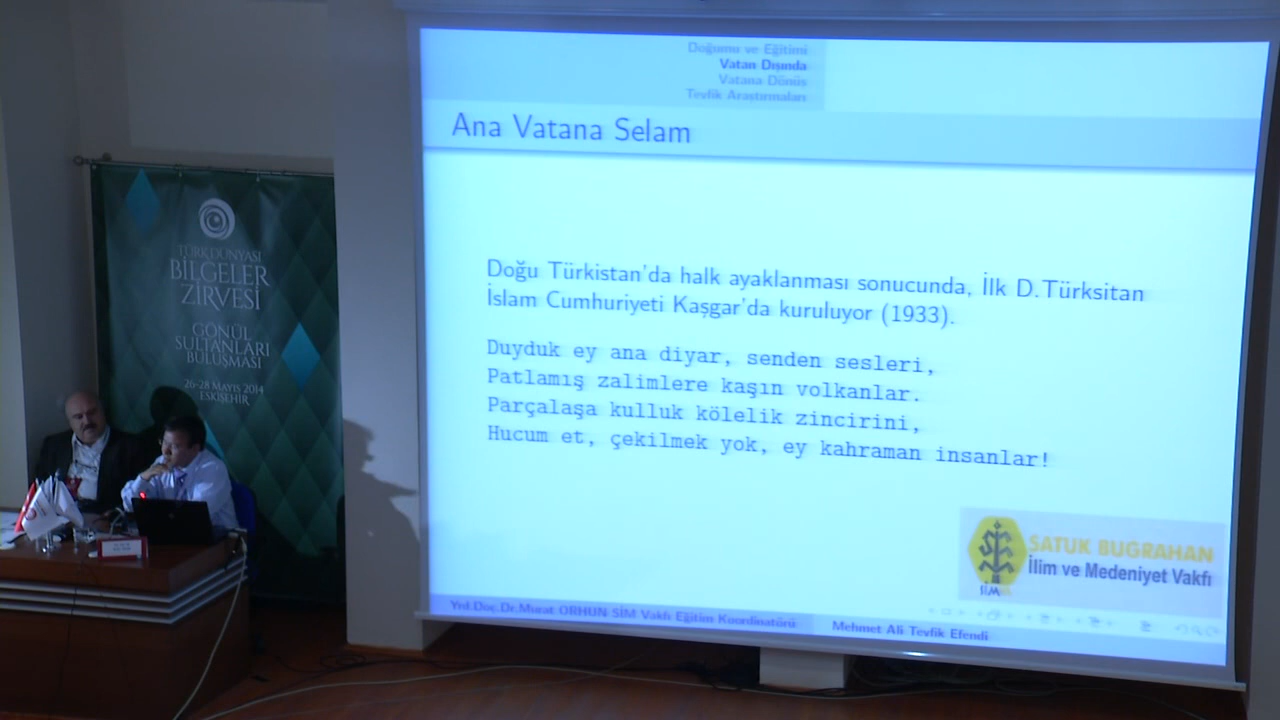 Doğumu ve Eğitimi
Vatan Dışında
Vatana Dönüş
Tevfik Araştırmaları
Ana Vatana Selam
Doğu Türkistan'da halk ayaklanması sonucunda, İlk D.Türksitan
İslam Cumhuriyeti Kaşgar'da kuruluyor (1933).
Duyduk ey ana diyar, senden sesleri,
Patlamış zalimlere kaşın volkanlar.
Parçalaşa kulluk kölelik zincirini,
Hucum et, çekilmek yok, ey kahraman insanlar!
SATUK BUGRAHAN
İlim ve Medeniyet Vakfı
SİM
Yrd.Doç.Dr.Murat ORHUN SİM Vakfı Eğitim Koordinatörü
Mehmet Ali Tevfik Efendi
TÜRK DÜNYASI
BİLGELER
ZİRVESİ
GÖNÜL
SULTANLARI
BULUŞMASI
26-28 MAYIS 2014
ESKİŞEHİR